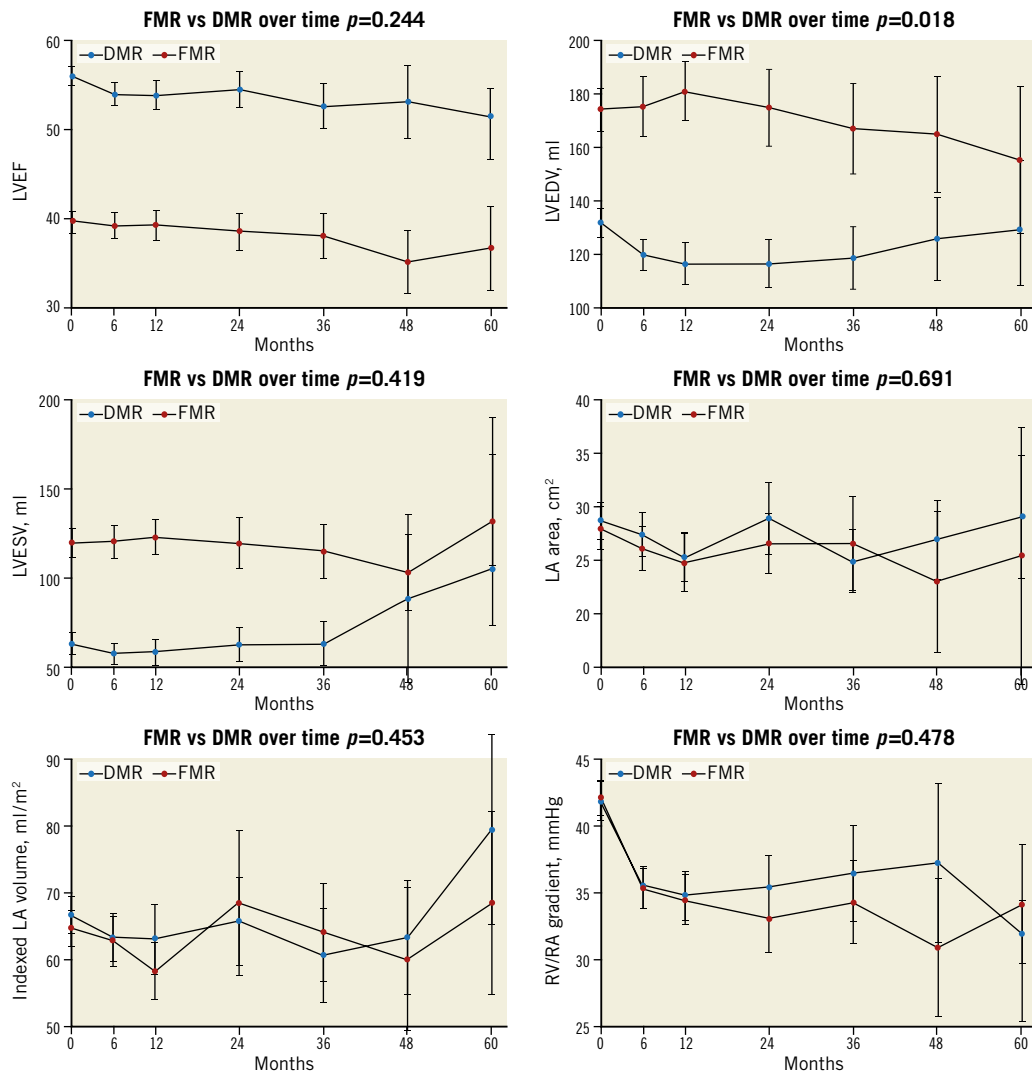 FMR vs DMR over time p=0.244
DMR FMR
60
50
40
30
LVEF
0 6 12 24 36 48 60
Months
FMR vs DMR over time p=0.018
DMR FMR
200
180
160
140
120
100
LVEDV, ml
0 6 12 24 36 48 60
Months
FMR vs DMR over time p=0.419
DMR FMR
200
150
100
50
LVESV, ml
0 6 12 24 36 48 60
Months
FMR vs DMR over time p=0.691
DMR FMR
40
35
30
25
20
0
LA area, cm²
0 6 12 24 36 48 60
Months
FMR vs DMR over time p=0.453
DMR FMR
90
80
70
60
50
Indexed LA volume, ml/m²
0 6 12 24 36 48 60
Months
FMR vs DMR over time p=0.478
DMR FMR
45
40
35
30
25
RV/RA gradient, mmHg
0 6 12 24 36 48 60
Months